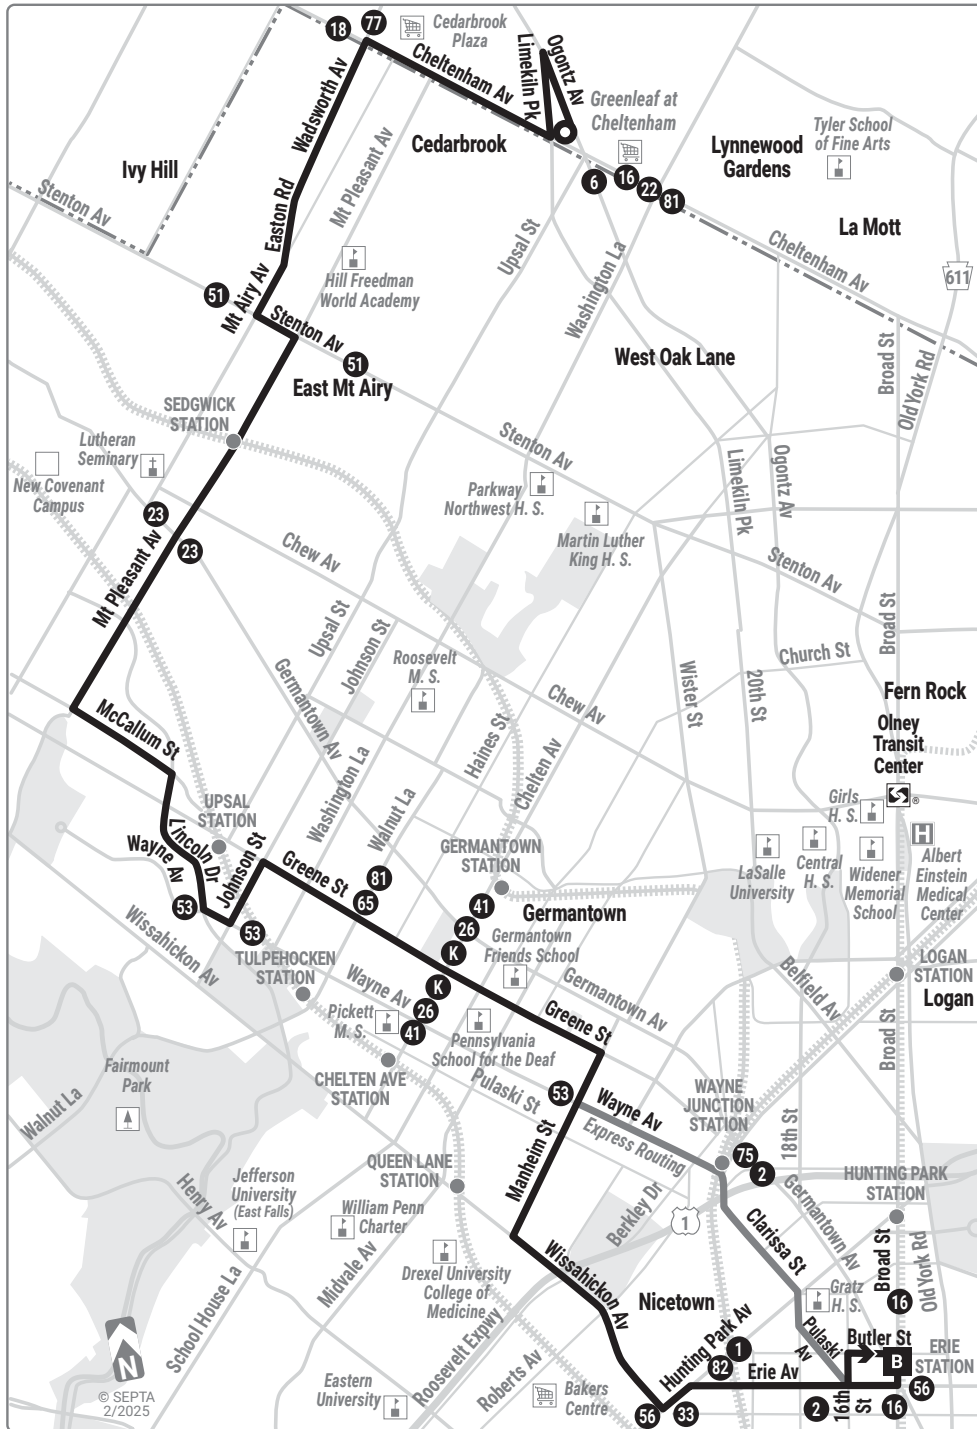 18
77
Cedarbrook
Plaza
Cheltenham Av
Limekiln Pk
Ogontz Av
Greenleaf at
Cheltenham
Wadsworth Av
Mt Pleasant Av
Cedarbrook
Lynnewood
Gardens
Tyler School
of Fine Arts
Ivy Hill
6
16
22
81
La Mott
Stenton Av
Easton Rd
Upsal St
Washington La
Cheltenham Av
611
Hill Freedman
World Academy
51
Mt Airy Av
Stenton Av
51
East Mt Airy
West Oak Lane
Broad St
Old York Rd
SEDGWICK
STATION
Lutheran
Seminary
New Covenant
Campus
Stenton Av
Parkway
Northwest H. S.
Limekiln Pk
Ogontz Av
Martin Luther
King H. S.
23
23
Mt Pleasant Av
Chew Av
Stenton Av
Upsal St
Johnson St
Roosevelt
M. S.
Broad St
Church St
Germantown Av
Chew Av
Wister St
20th St
Fern Rock
Olney
Transit
Center
®
McCallum St
Haines St
Chelten Av
Washington La
Walnut La
UPSAL
STATION
Girls
H. S.
Lincoln Dr
Wayne Av
Johnson St
Greene St
GERMANTOWN
STATION
LaSalle
University
Central
H. S.
Widener
Memorial
School
H
Albert
Einstein
Medical
Center
81
65
53
53
41
26
K
Germantown
Germantown
Friends School
Wissahickon Av
TULPEHOCKEN
STATION
Wayne Av
K
26
41
Pickett
M. S.
Pennsylvania
School for the Deaf
Germantown Av
Greene St
Belfield Av
LOGAN
STATION
Logan
Broad St
Fairmount
Park
Walnut La
CHELTEN AVE
STATION
Pulaski St
53
Wayne Av
Express Routing
WAYNE
JUNCTION
STATION
18th St
75
2
Germantown Av
HUNTING PARK
STATION
QUEEN LANE
STATION
Manheim St
Berkley Dr
1
Henry Av
Jefferson
University
(East Falls)
William Penn
Charter
Midvale Av
Drexel University
College of
Medicine
Wissahickon Av
Clarissa St
Broad St
Old York Rd
School House La
Nicetown
Gratz
H. S.
16
Roosevelt Expwy
Hunting Park Av
Pulaski
Av
Butler St
B
ERIE
STATION
N
© SEPTA
2/2025
Eastern
University
Roberts Av
Bakers
Centre
82
1
Erie Av
56
33
2
16th
St
16
56